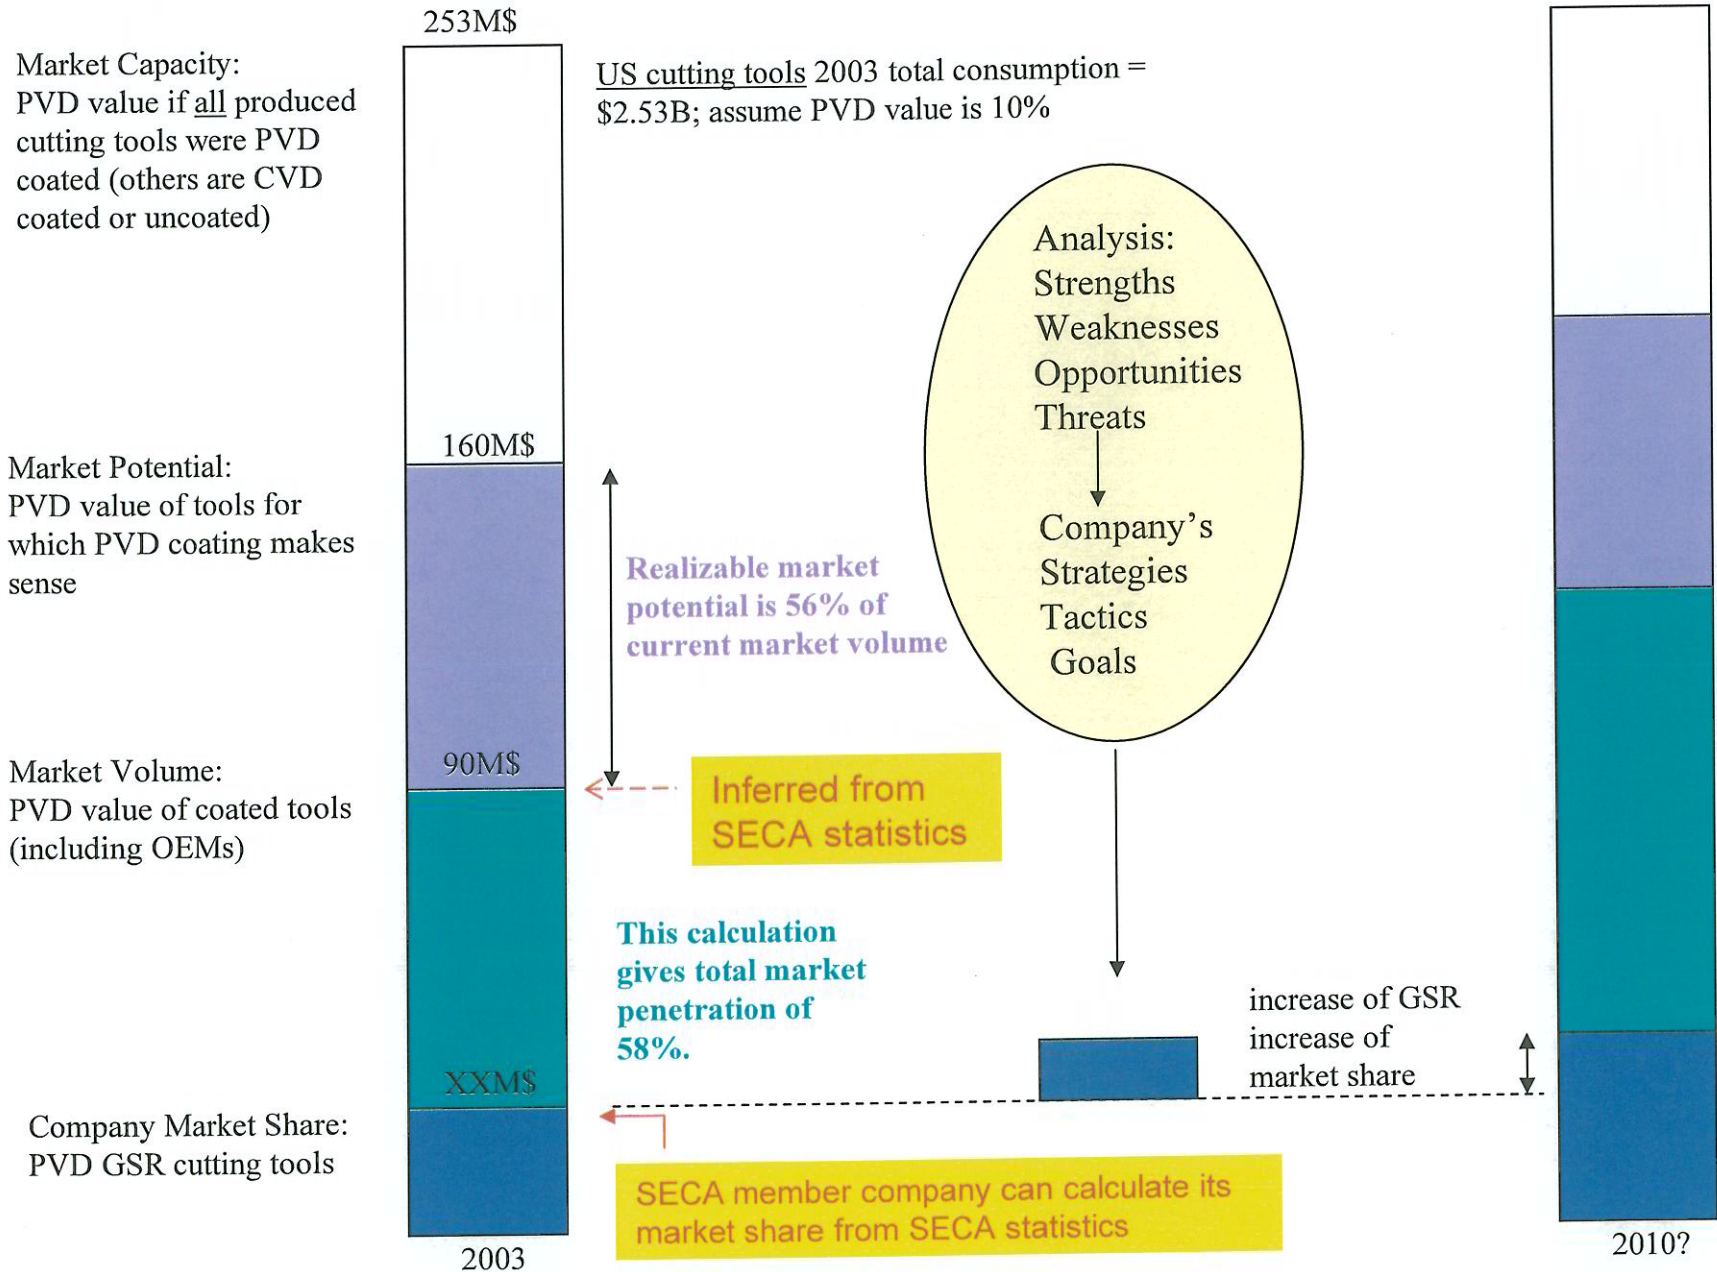 253M$
Market Capacity:
PVD value if all produced
cutting tools were PVD
coated (others are CVD
coated or uncoated)
US cutting tools 2003 total consumption =
$2.53B; assume PVD value is 10%
Analysis:
Strengths
Weaknesses
Opportunities
Threats
Company’s
Strategies
Tactics
Goals
160M$
Market Potential:
PVD value of tools for
which PVD coating makes
sense
Realizable market
potential is 56% of
current market volume
90M$
Market Volume:
PVD value of coated tools
(including OEMs)
Inferred from
SECA statistics
This calculation
gives total market
penetration of
58%.
increase of GSR
increase of
market share
XXM$
Company Market Share:
PVD GSR cutting tools
SECA member company can calculate its
market share from SECA statistics
2003
2010?